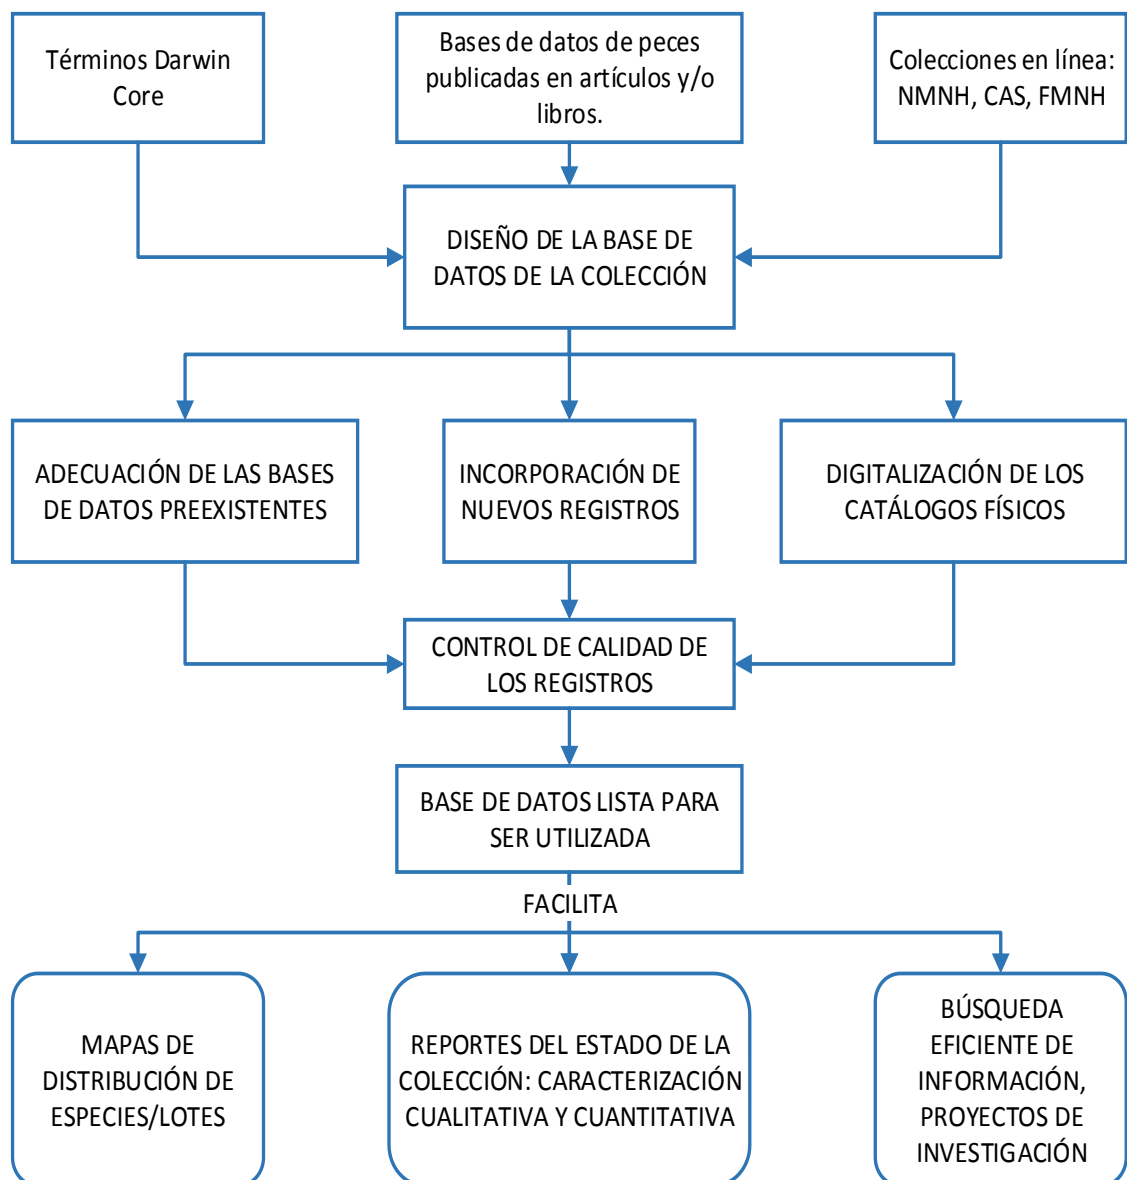 Términos Darwin
Core
Bases de datos de peces
publicadas en artículos y/o
libros.
Colecciones en línea:
NMNH, CAS, FMNH
DISEÑO DE LA BASE DE
DATOS DE LA COLECCIÓN
ADECUACIÓN DE LAS BASES
DE DATOS PREEXISTENTES
INCORPORACIÓN DE
NUEVOS REGISTROS
DIGITALIZACIÓN DE LOS
CATÁLOGOS FÍSICOS
CONTROL DE CALIDAD DE
LOS REGISTROS
BASE DE DATOS LISTA PARA
SER UTILIZADA
FACILITA
MAPAS DE
DISTRIBUCIÓN DE
ESPECIES/LOTES
REPORTES DEL ESTADO DE LA
COLECCIÓN: CARACTERIZACIÓN
CUALITATIVA Y CUANTITATIVA
BÚSQUEDA
EFICIENTE DE
INFORMACIÓN,
PROYECTOS DE
INVESTIGACIÓN